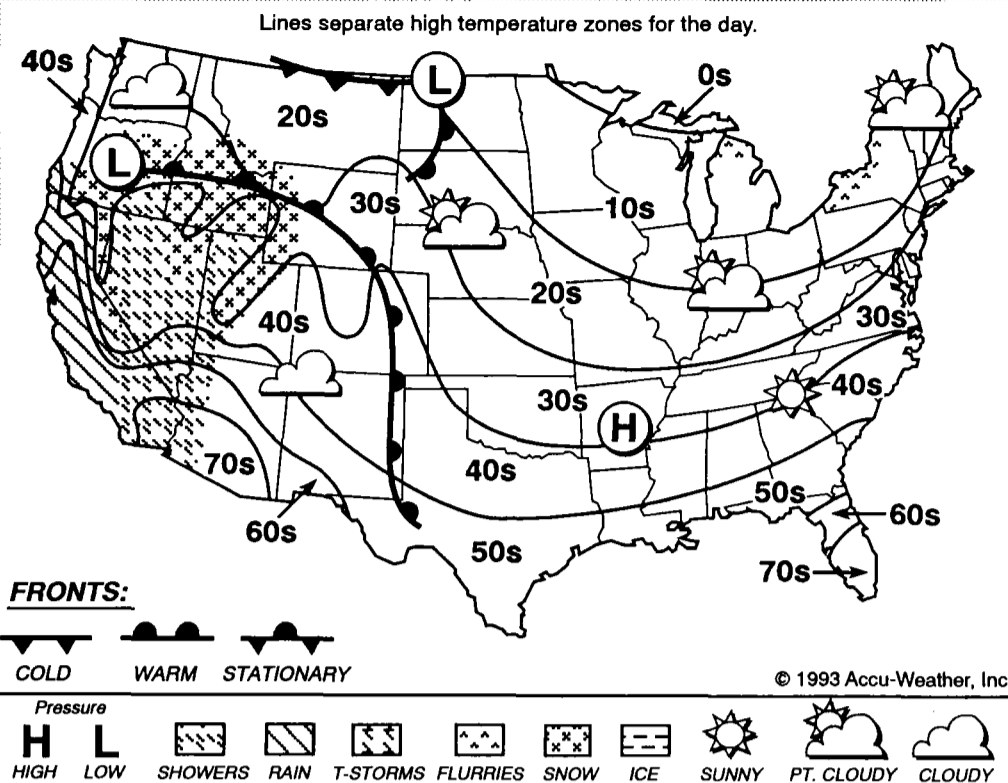 Lines separate high temperature zones for the day.
40s
L
0s
20s
L
30s
10s
20s
40s
30s
30s
40s
H
70s
40s
50s
60s
60s
50s
70s
FRONTS:
COLD WARM STATIONARY
© 1993 Accu-Weather, Inc
Pressure
H L
HIGH LOW SHOWERS RAIN T-STORMS FLURRIES SNOW ICE SUNNY PT. CLOUDY CLOUDY